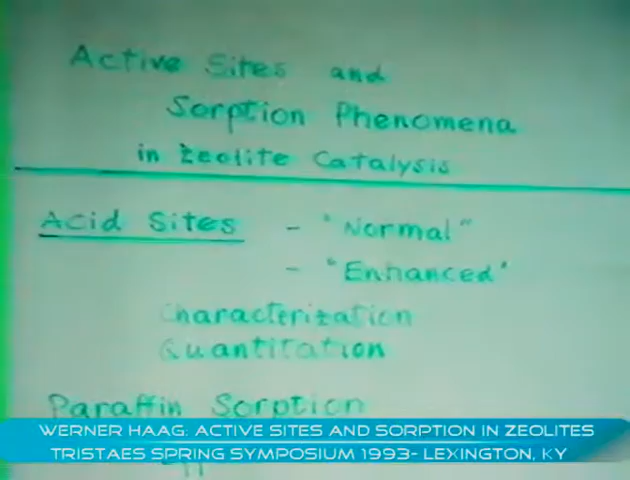 Active Sites and
Sorption Phenomena
in Zeolite Catalysis
Acid Sites - "Normal"
- "Enhanced"
Characterization
Quantitation
Paraffin Sorption
WERNER HAAG: ACTIVE SITES AND SORPTION IN ZEOLITES
TRISTAES SPRING SYMPOSIUM 1993- LEXINGTON, KY